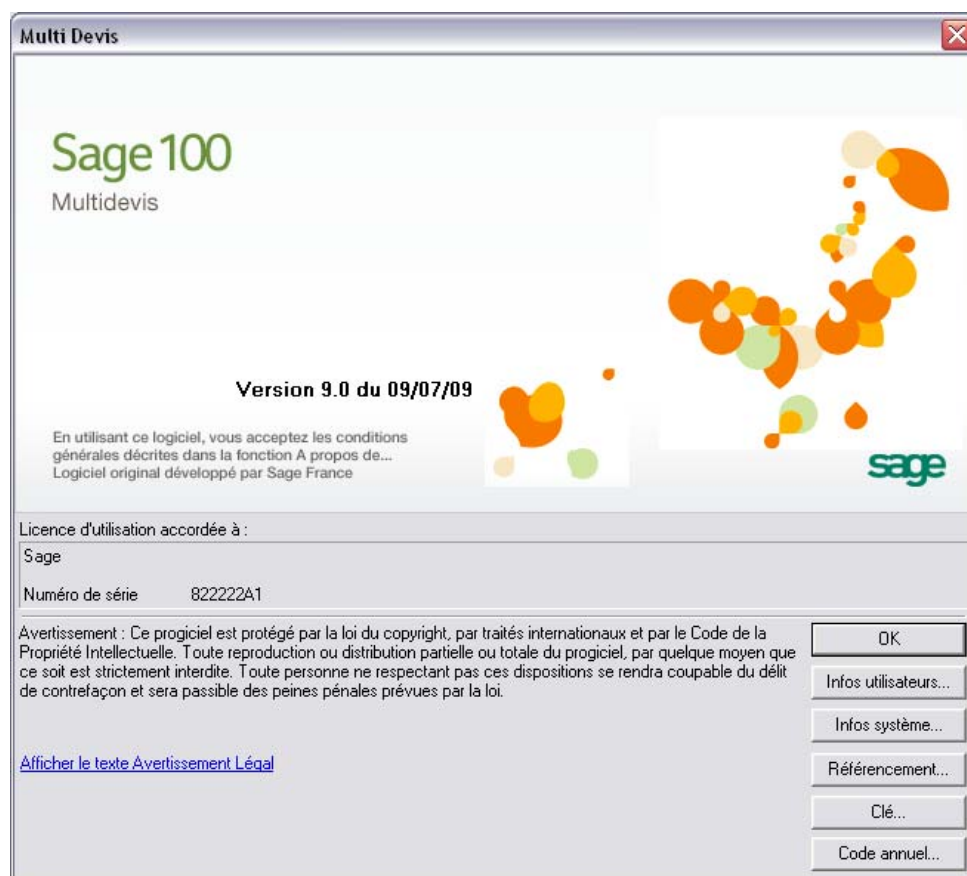 Multi Devis
Sage 100
Multidevis
Version 9.0 du 09/07/09
En utilisant ce logiciel, vous acceptez les conditions
générales décrites dans la fonction A propos de...
Logiciel original développé par Sage France
sage
Licence d'utilisation accordée à :
Sage
Numéro de série 822222A1
Avertissement : Ce progiciel est protégé par la loi du copyright, par traités internationaux et par le Code de la
Propriété Intellectuelle. Toute reproduction ou distribution partielle ou totale du progiciel, par quelque moyen que
ce soit est strictement interdite. Toute personne ne respectant pas ces dispositions se rendra coupable du délit
de contrefaçon et sera passible des peines pénales prévues par la loi.
Afficher le texte Avertissement Légal
OK
Infos utilisateurs...
Infos système...
Référencement...
Clé...
Code annuel...